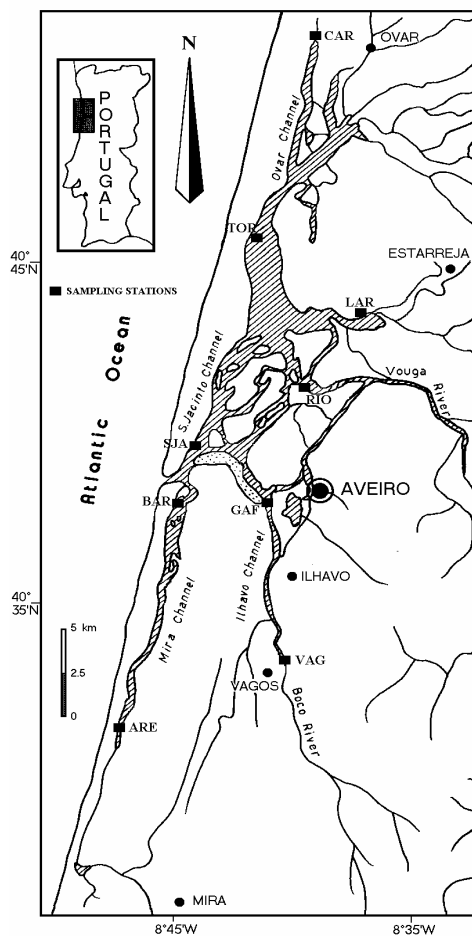 CAR
OVAR
N
PORTUGAL
Ovar Channel
TOR
40°
45'
ESTARREJA
SAMPLING STATIONS
LAR
Atlantic Ocean
S.Jacinto Channel
Vouga River
RIO
SJA
BAR
GAF
AVEIRO
Ilhavo Channel
ILHAVO
40°
35'N
Mira Channel
5 km
2.5
0
VAG
VAGOS
Boco River
ARE
MIRA
8°45'W
8°35'W